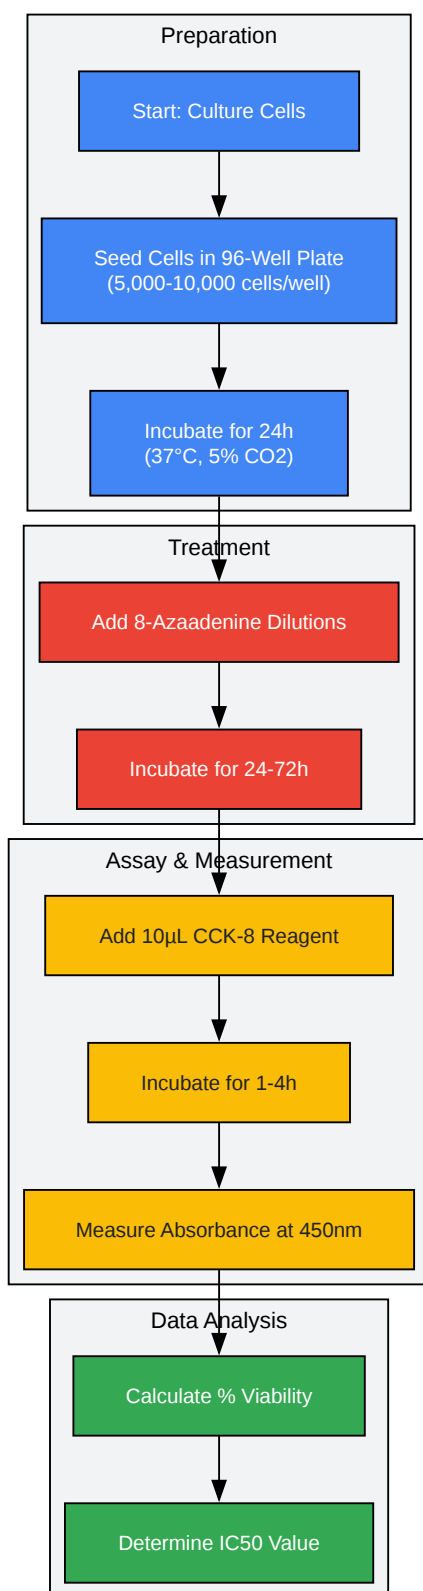 Preparation
Start: Culture Cells
Seed Cells in 96-Well Plate
(5,000-10,000 cells/well)
Incubate for 24h
(37°C, 5% CO2)
Treatment
Add 8-Azaadenine Dilutions
Incubate for 24-72h
Assay & Measurement
Add 10µL CCK-8 Reagent
Incubate for 1-4h
Measure Absorbance at 450nm
Data Analysis
Calculate % Viability
Determine IC50 Value